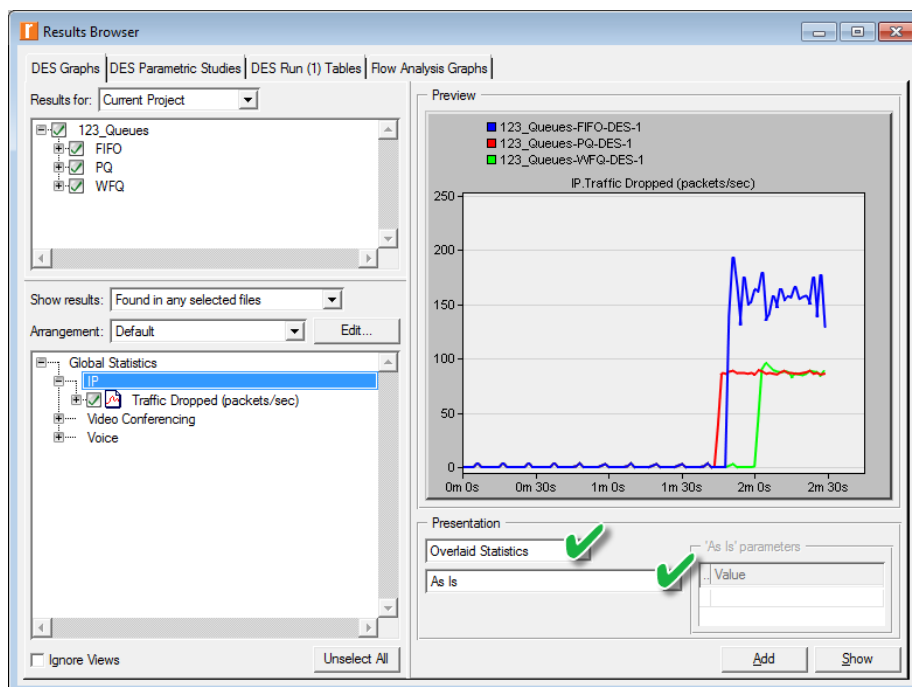 Results Browser
DES Graphs DES Parametric Studies DES Run (1) Tables Flow Analysis Graphs
Results for: Current Project
123_Queues
FIFO
PQ
WFQ
Show results: Found in any selected files
Arrangement: Default Edit...
Global Statistics
IP
Traffic Dropped (packets/sec)
Video Conferencing
Voice
Ignore Views Unselect All
Preview
123_Queues-FIFO-DES-1
123_Queues-PQ-DES-1
123_Queues-WFQ-DES-1
IP.Traffic Dropped (packets/sec)
250
200
150
100
50
0
0m 0s 0m 30s 1m 0s 1m 30s 2m 0s 2m 30s
Presentation
Overlaid Statistics
As Is
'As Is' parameters
.. Value
Add Show